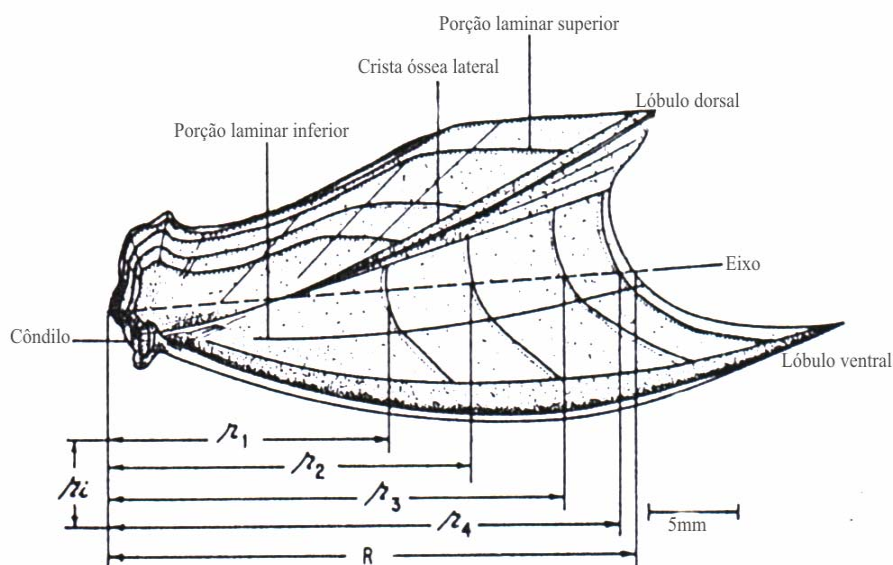 Porção laminar superior
Crista óssea lateral
Lóbulo dorsal
Porção laminar inferior
Eixo
Côndilo
Lóbulo ventral
r1
r2
ri
r3
r4
5mm
R